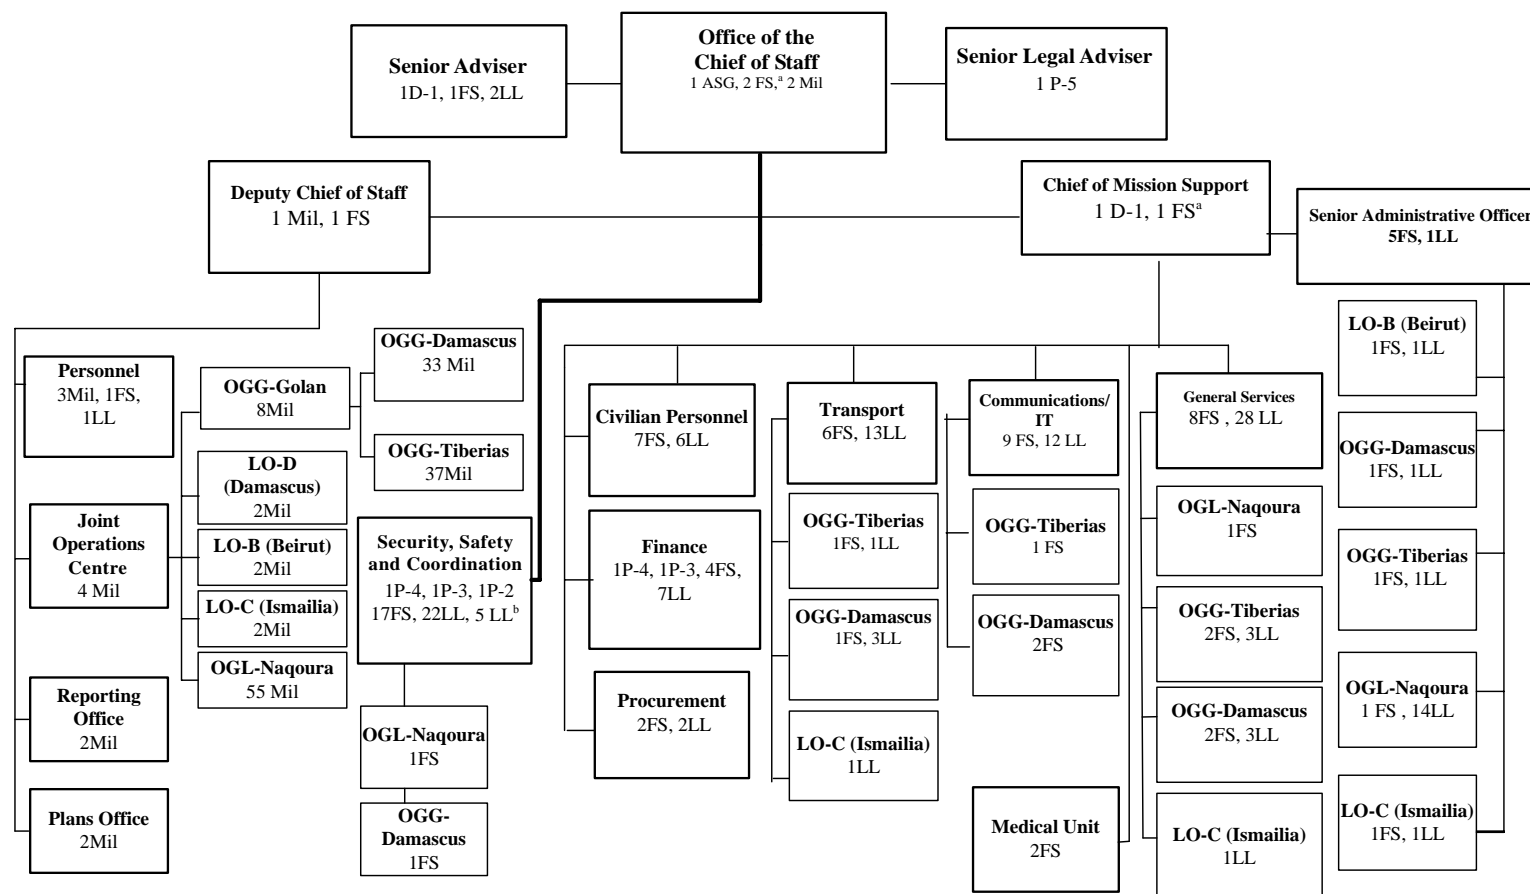 Office of the
Chief of Staff
1 ASG, 2 FS,ᵃ 2 Mil
Senior Adviser
1D-1, 1FS, 2LL
Senior Legal Adviser
1 P-5
Deputy Chief of Staff
1 Mil, 1 FS
Chief of Mission Support
1 D-1, 1 FSᵃ
Senior Administrative Officer
5FS, 1LL
Personnel
3Mil, 1FS,
1LL
Joint
Operations
Centre
4 Mil
Reporting
Office
2Mil
Plans Office
2Mil
OGG-Golan
8Mil
LO-D
(Damascus)
2Mil
LO-B (Beirut)
2Mil
LO-C (Ismailia)
2Mil
OGL-Naqoura
55 Mil
OGG-Damascus
33 Mil
OGG-Tiberias
37Mil
Security, Safety
and Coordination
1P-4, 1P-3, 1P-2
17FS, 22LL, 5 LLᵇ
OGL-Naqoura
1FS
OGG-
Damascus
1FS
Civilian Personnel
7FS, 6LL
Finance
1P-4, 1P-3, 4FS,
7LL
Procurement
2FS, 2LL
Transport
6FS, 13LL
OGG-Tiberias
1FS, 1LL
OGG-Damascus
1FS, 3LL
LO-C (Ismailia)
1LL
Communications/
IT
9 FS, 12 LL
OGG-Tiberias
1 FS
OGG-Damascus
2FS
Medical Unit
2FS
General Services
8FS , 28 LL
OGL-Naqoura
1FS
OGG-Tiberias
2FS, 3LL
OGG-Damascus
2FS, 3LL
LO-C (Ismailia)
1LL
LO-B (Beirut)
1FS, 1LL
OGG-Damascus
1FS, 1LL
OGG-Tiberias
1FS, 1LL
OGL-Naqoura
1 FS , 14LL
LO-C (Ismailia)
1FS, 1LL